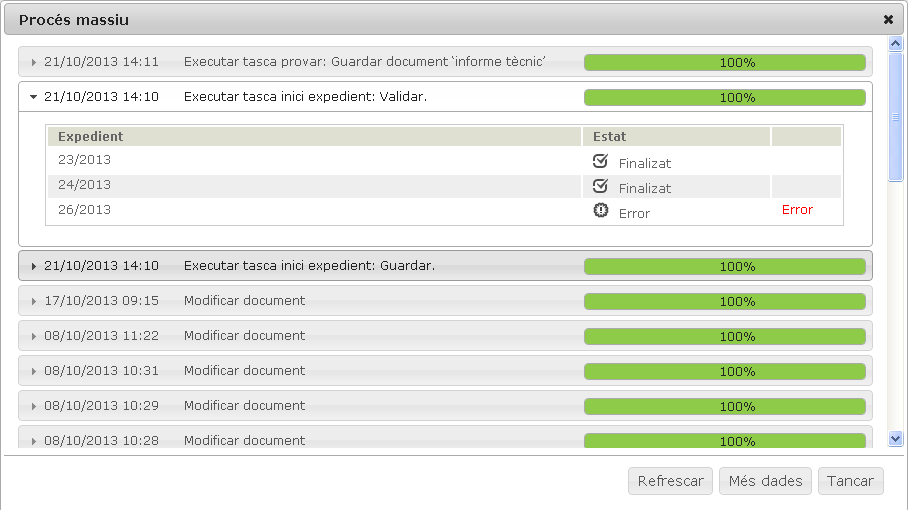 Procés massiu
21/10/2013 14:11 Executar tasca provar: Guardar document 'informe tècnic' 100%
21/10/2013 14:10 Executar tasca inici expedient: Validar. 100%
Expedient Estat
23/2013 Finalizat
24/2013 Finalizat
26/2013 Error Error
21/10/2013 14:10 Executar tasca inici expedient: Guardar. 100%
17/10/2013 09:15 Modificar document 100%
08/10/2013 11:22 Modificar document 100%
08/10/2013 10:31 Modificar document 100%
08/10/2013 10:29 Modificar document 100%
08/10/2013 10:28 Modificar document 100%
Refrescar Més dades Tancar